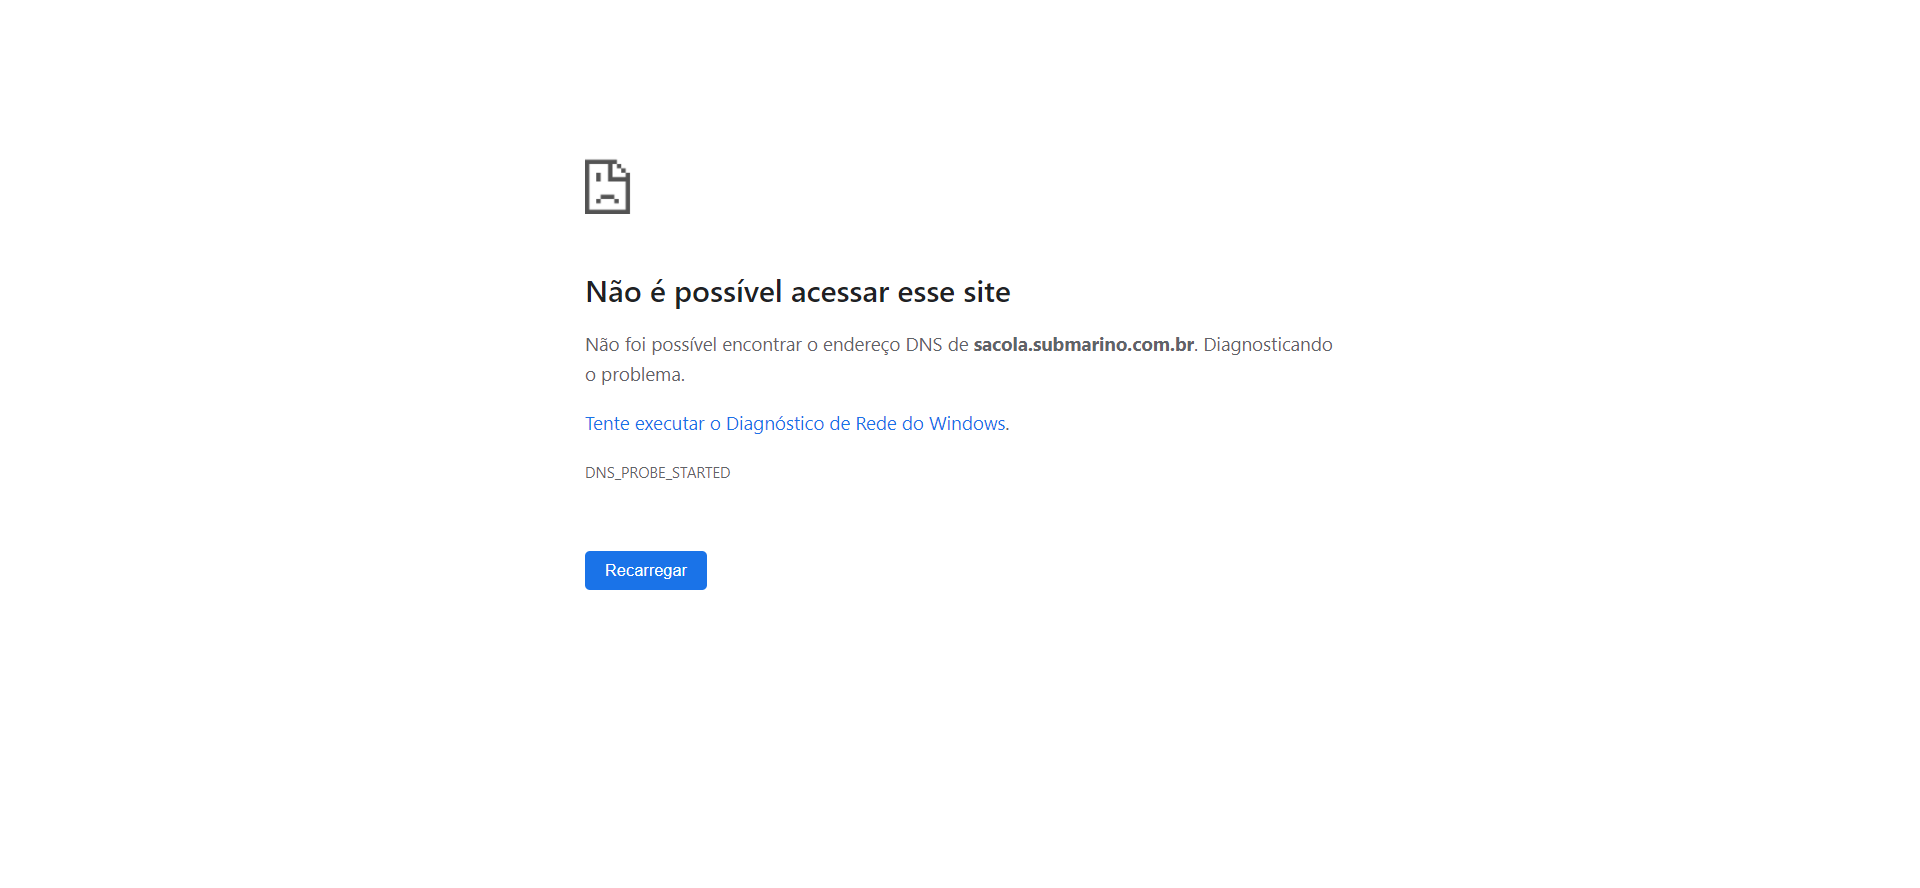 Não é possível acessar esse site
Não foi possível encontrar o endereço DNS de sacola.submarino.com.br. Diagnosticando
o problema.
Tente executar o Diagnóstico de Rede do Windows.
DNS_PROBE_STARTED
Recarregar